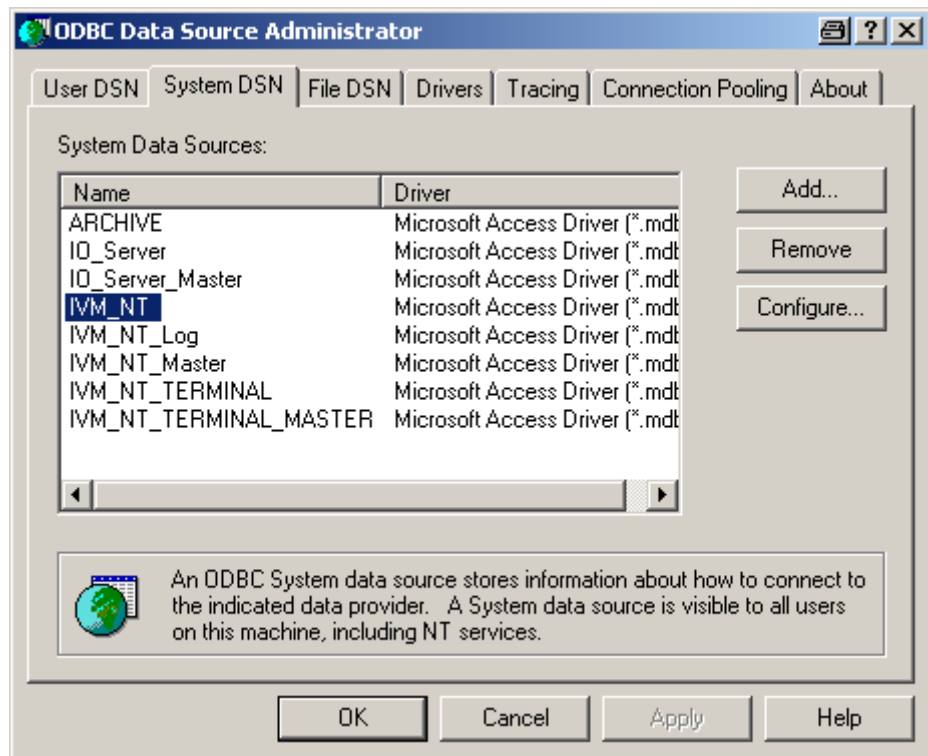 ODBC Data Source Administrator
?
User DSN System DSN File DSN Drivers Tracing Connection Pooling About
System Data Sources:
Name Driver
ARCHIVE Microsoft Access Driver (*.mdb
IO_Server Microsoft Access Driver (*.mdb
IO_Server_Master Microsoft Access Driver (*.mdb
IVM_NT Microsoft Access Driver (*.mdb
IVM_NT_Log Microsoft Access Driver (*.mdb
IVM_NT_Master Microsoft Access Driver (*.mdb
IVM_NT_TERMINAL Microsoft Access Driver (*.mdb
IVM_NT_TERMINAL_MASTER Microsoft Access Driver (*.mdb
Add...
Remove
Configure...
An ODBC System data source stores information about how to connect to
the indicated data provider. A System data source is visible to all users
on this machine, including NT services.
OK Cancel Apply Help